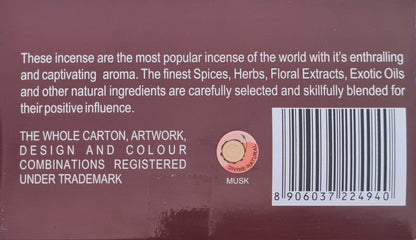 These incense are the most popular incense of the world with it's enthralling
and captivating aroma. The finest Spices, Herbs, Floral Extracts, Exotic Oils
and other natural ingredients are carefully selected and skillfully blended for
their positive influence.
THE WHOLE CARTON, ARTWORK,
DESIGN AND COLOUR
COMBINATIONS REGISTERED
UNDER TRADEMARK
DIVINE-NATURAL
MUSK
8 906037 224940